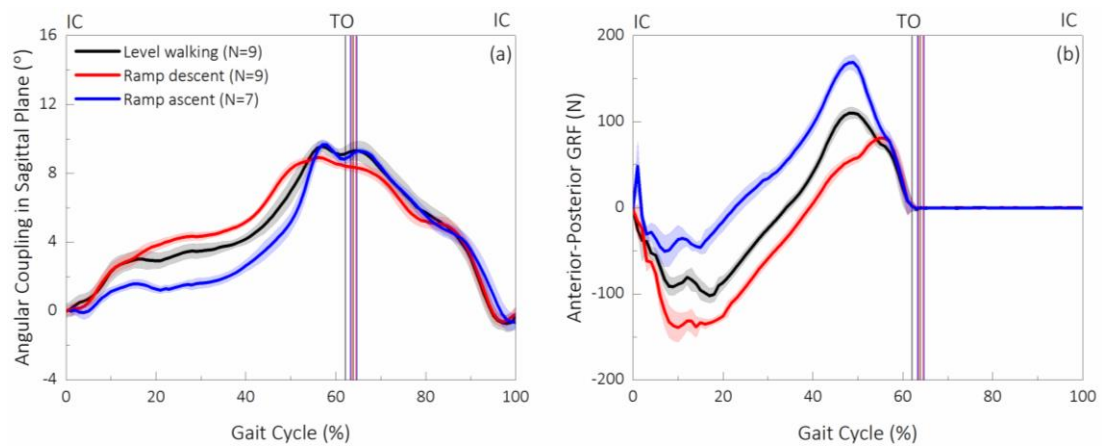 IC TO IC
Angular Coupling in Sagittal Plane (°)
12
8
4
0
-4
Level walking (N=9)
Ramp descent (N=9)
Ramp ascent (N=7)
(a)
0 20 40 60 80 100
Gait Cycle (%)
IC TO IC
Anterior-Posterior GRF (N)
200
100
0
-100
-200
(b)
0 20 40 60 80 100
Gait Cycle (%)